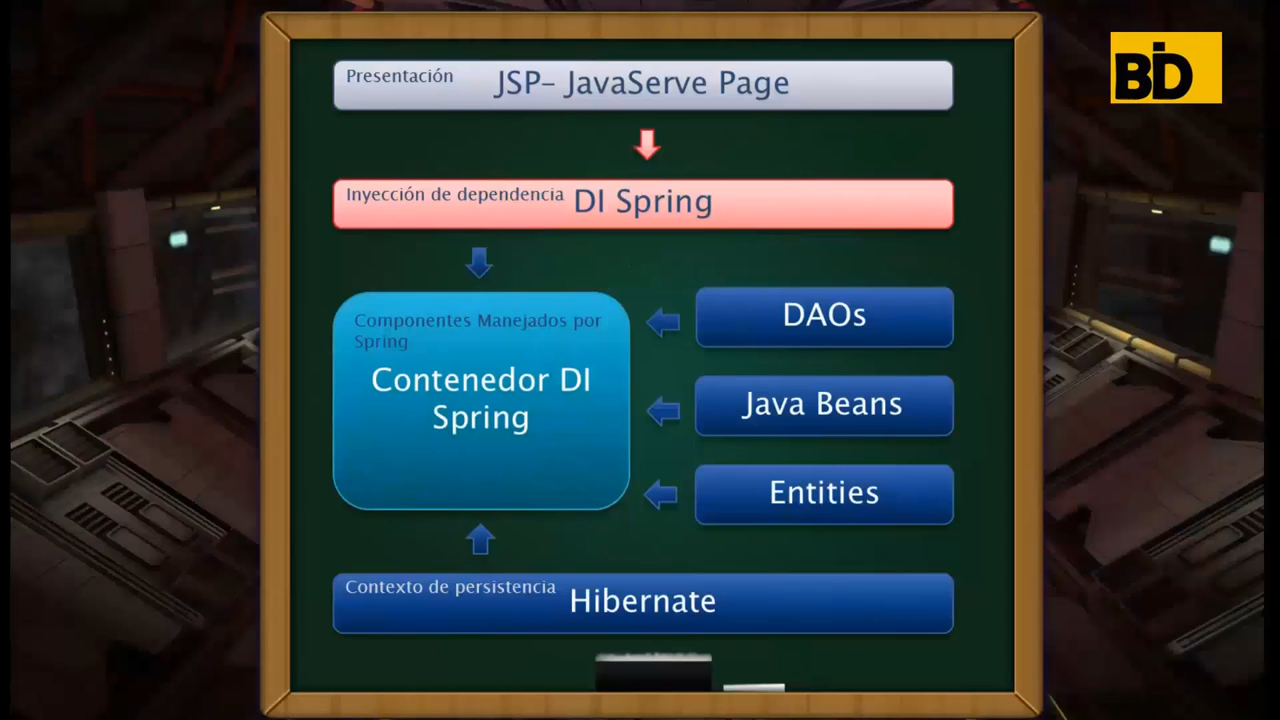 BID
Presentación
JSP- JavaServe Page
Inyección de dependencia
DI Spring
Componentes Manejados por
Spring
Contenedor DI
Spring
DAOs
Java Beans
Entities
Contexto de persistencia
Hibernate